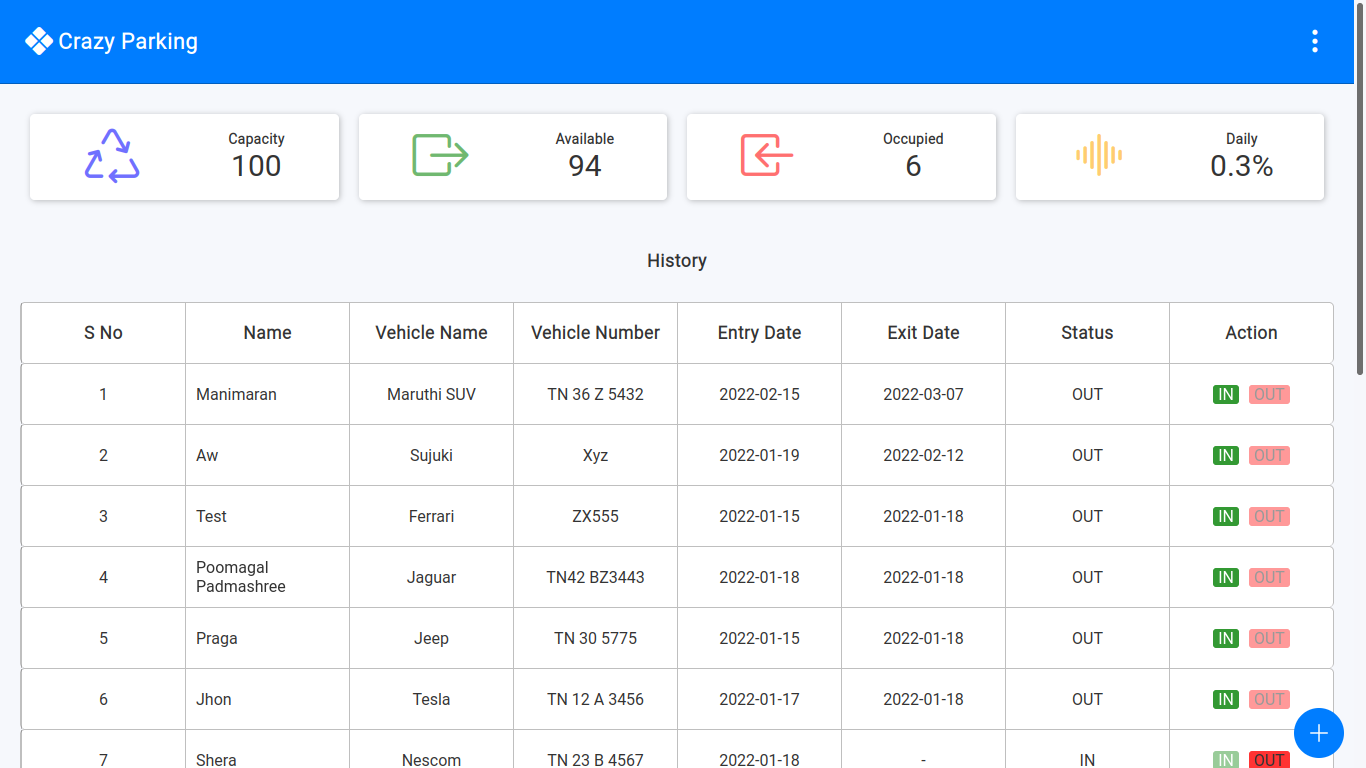 Crazy Parking
Capacity
100
Available
94
Occupied
6
Daily
0.3%
History
S No Name Vehicle Name Vehicle Number Entry Date Exit Date Status Action
1 Manimaran Maruthi SUV TN 36 Z 5432 2022-02-15 2022-03-07 OUT IN OUT
2 Aw Sujuki Xyz 2022-01-19 2022-02-12 OUT IN OUT
3 Test Ferrari ZX555 2022-01-15 2022-01-18 OUT IN OUT
4 Poomagal Padmashree Jaguar TN42 BZ3443 2022-01-18 2022-01-18 OUT IN OUT
5 Praga Jeep TN 30 5775 2022-01-15 2022-01-18 OUT IN OUT
6 Jhon Tesla TN 12 A 3456 2022-01-17 2022-01-18 OUT IN OUT
7 Shera Nescom TN 23 B 4567 2022-01-18 - IN IN OUT